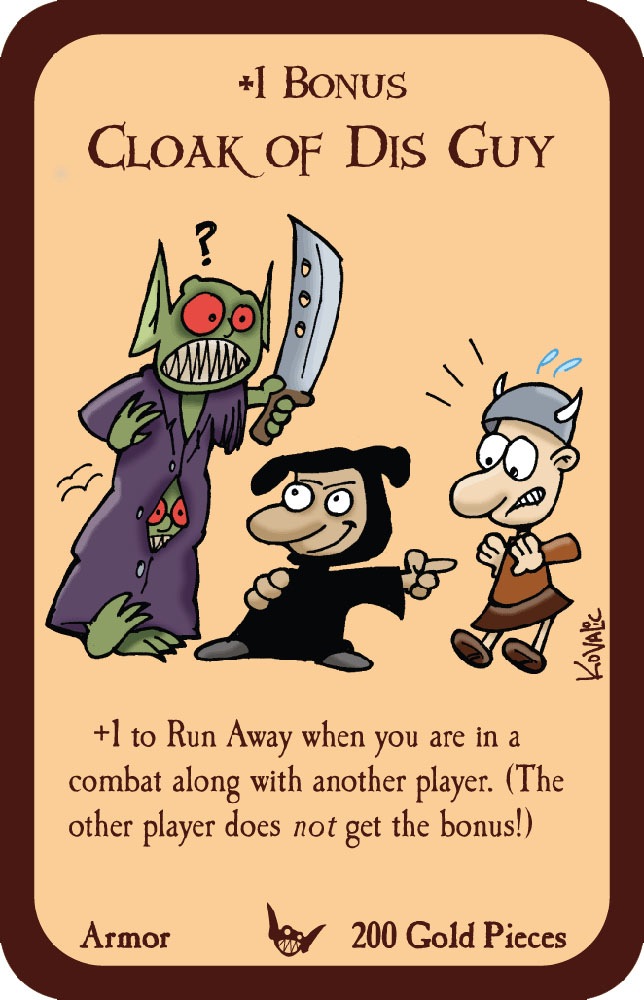 +1 Bonus
Cloak of Dis Guy
?
Kovalic
+1 to Run Away when you are in a
combat along with another player. (The
other player does not get the bonus!)
Armor 200 Gold Pieces